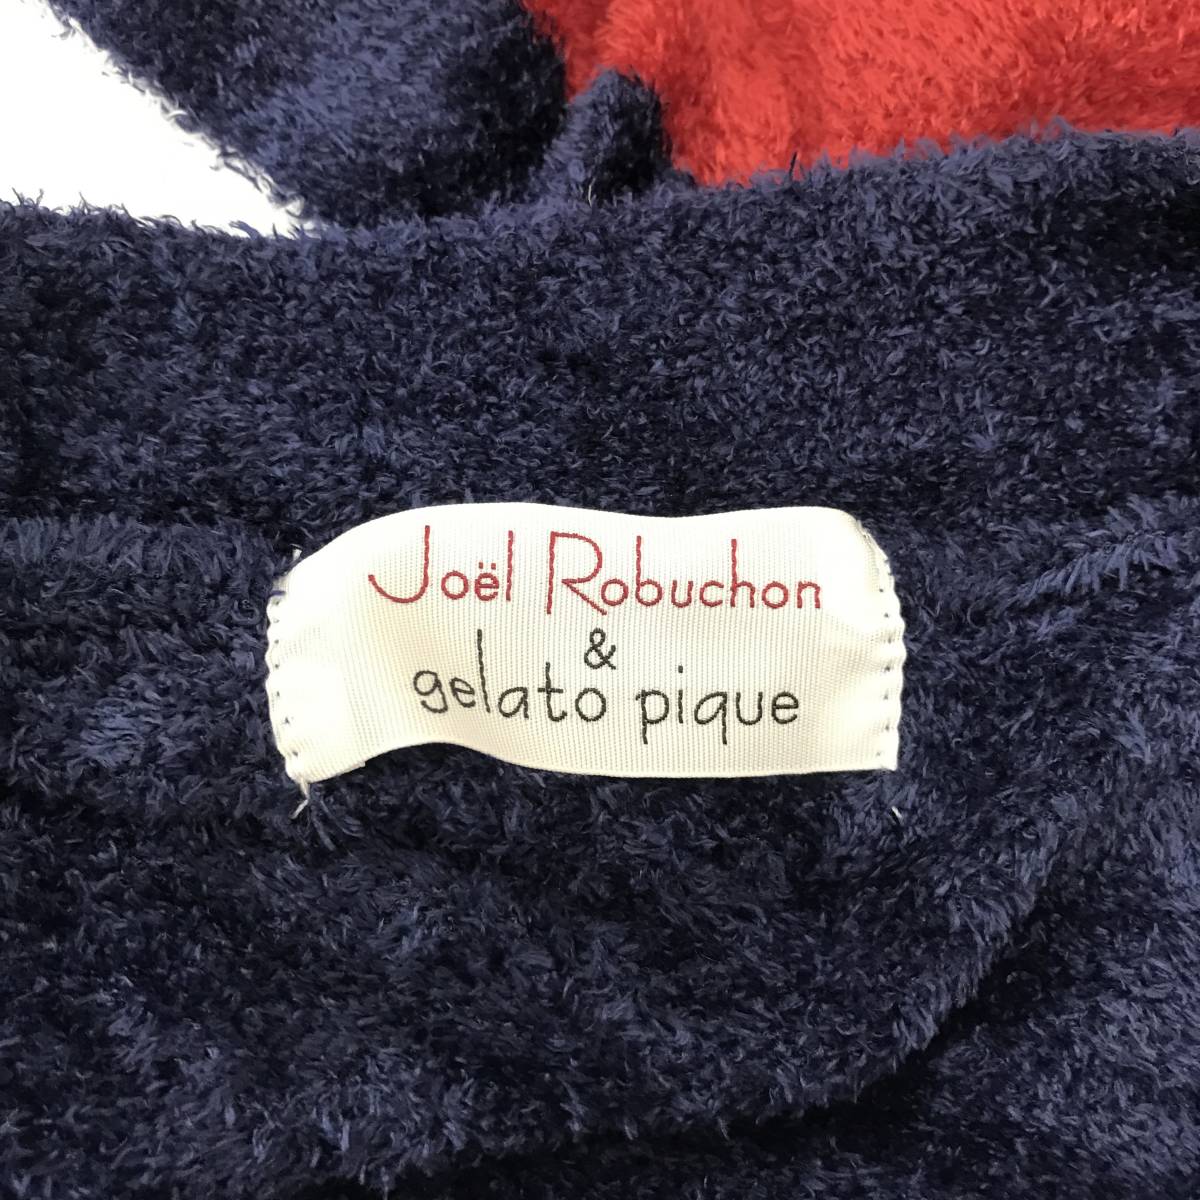 Joël Robuchon
&
gelato pique